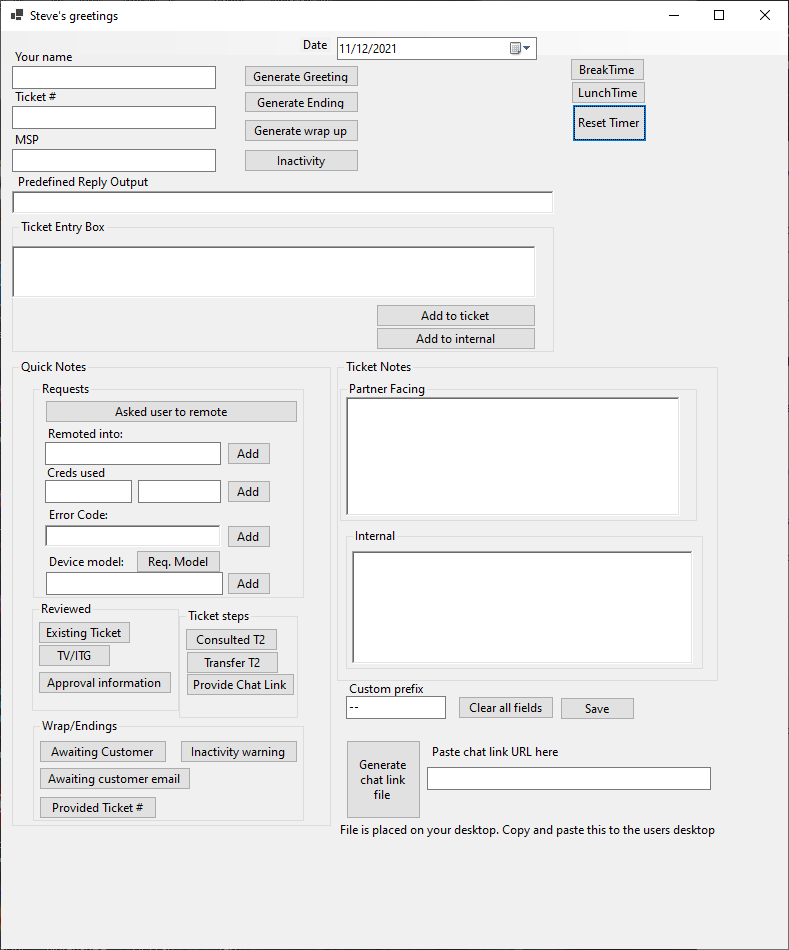 Steve's greetings
Date
11/12/2021
Your name
Generate Greeting
BreakTime
Ticket #
Generate Ending
LunchTime
Reset Timer
MSP
Generate wrap up
Inactivity
Predefined Reply Output
Ticket Entry Box
Add to ticket
Add to internal
Quick Notes
Requests
Asked user to remote
Remoted into:
Add
Creds used
Add
Error Code:
Add
Device model:
Req. Model
Add
Reviewed
Existing Ticket
TV/ITG
Approval information
Ticket steps
Consulted T2
Transfer T2
Provide Chat Link
Wrap/Endings
Awaiting Customer
Inactivity warning
Awaiting customer email
Provided Ticket #
Ticket Notes
Partner Facing
Internal
Custom prefix
--
Clear all fields
Save
Generate
chat link
file
Paste chat link URL here
File is placed on your desktop. Copy and paste this to the users desktop